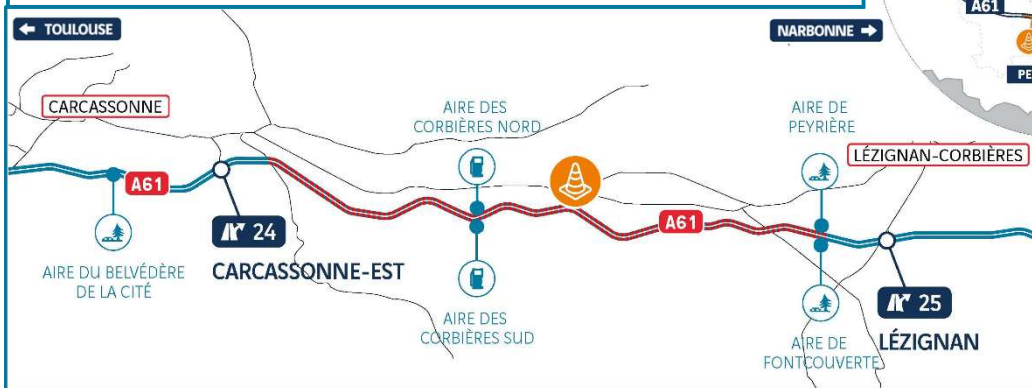 A61
PE
← TOULOUSE
NARBONNE →
CARCASSONNE
AIRE DES
CORBIÈRES NORD
AIRE DE
PEYRIÈRE
LÉZIGNAN-CORBIÈRES
A61
A61
24
CARCASSONNE-EST
AIRE DU BELVÉDÈRE
DE LA CITÉ
AIRE DES
CORBIÈRES SUD
25
LÉZIGNAN
AIRE DE
FONTCOUVERTE